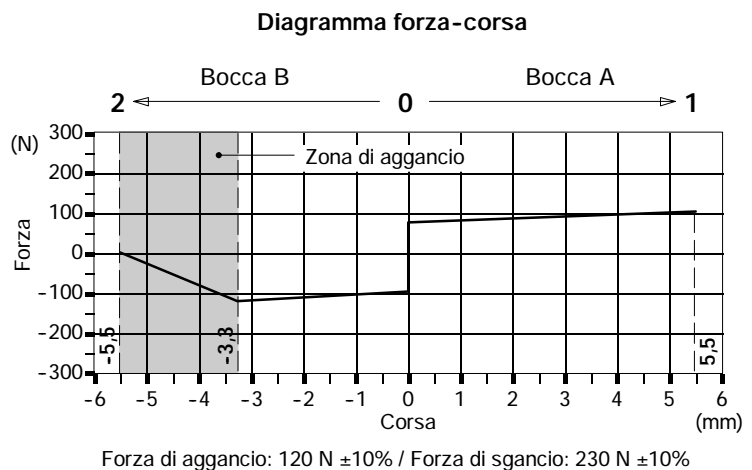 Diagramma forza-corsa
Bocca B Bocca A
2 0 1
(N)
300
200
100
0
-100
-200
-300
Forza
Zona di aggancio
-5,5
-3,3
5,5
-6 -5 -4 -3 -2 -1 0 1 2 3 4 5 6
Corsa (mm)
Forza di aggancio: 120 N ±10% / Forza di sgancio: 230 N ±10%